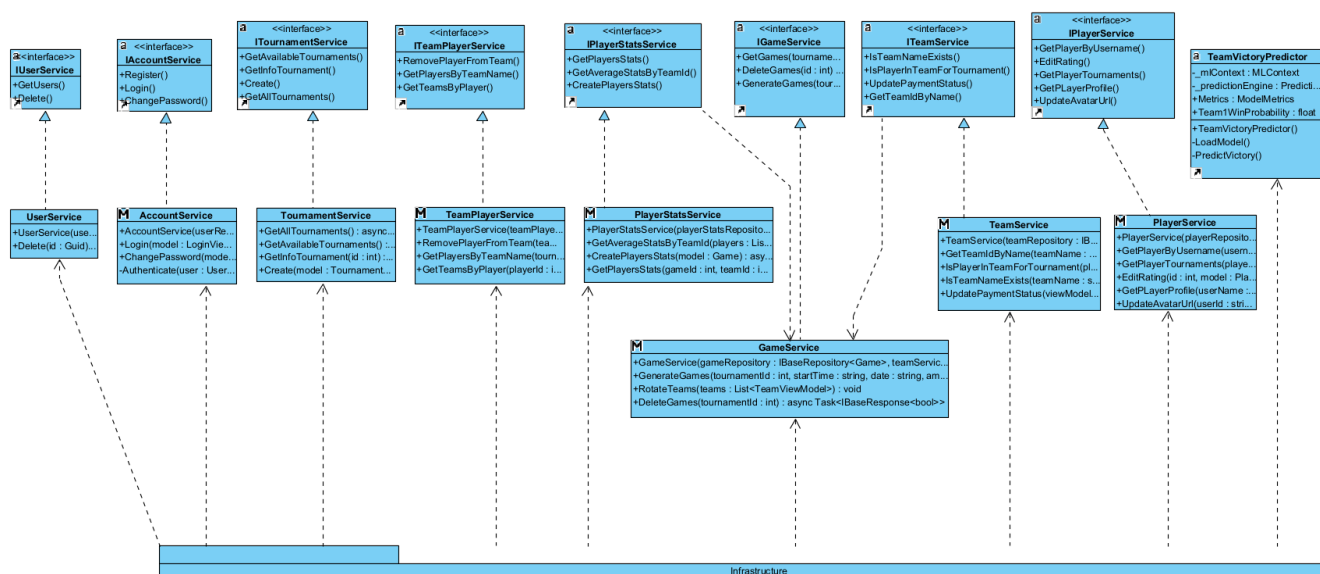 a
<<interface>>
IUserService
+GetUsers()
+Delete()
a
<<interface>>
IAccountService
+Register()
+Login()
+ChangePassword()
a
<<interface>>
ITournamentService
+GetAvailableTournaments()
+GetInfoTournament()
+Create()
+GetAllTournaments()
a
<<interface>>
ITeamPlayerService
+RemovePlayerFromTeam()
+GetPlayersByTeamName()
+GetTeamsByPlayer()
a
<<interface>>
IPlayerStatsService
+GetPlayersStats()
+GetAverageStatsByTeamId()
+CreatePlayersStats()
a
<<interface>>
IGameService
+GetGames(tourname...
+DeleteGames(id : int) ...
+GenerateGames(tour...
a
<<interface>>
ITeamService
+IsTeamNameExists()
+IsPlayerInTeamForTournament()
+UpdatePaymentStatus()
+GetTeamIdByName()
a
<<interface>>
IPlayerService
+GetPlayerByUsername()
+EditRating()
+GetPlayerTournaments()
+GetPLayerProfile()
+UpdateAvatarUrl()
a
TeamVictoryPredictor
-_mlContext : MLContext
-_predictionEngine : Predicti...
+Metrics : ModelMetrics
+Team1WinProbability : float
+TeamVictoryPredictor()
-LoadModel()
-PredictVictory()
UserService
+UserService(use...
+Delete(id : Guid)...
M
AccountService
+AccountService(userRe...
+Login(model : LoginVie...
+ChangePassword(mode...
-Authenticate(user : User...
TournamentService
+GetAllTournaments() : async...
+GetAvailableTournaments() :...
+GetInfoTournament(id : int) :...
+Create(model : Tournament...
M
TeamPlayerService
+TeamPlayerService(teamPlaye...
+RemovePlayerFromTeam(tea...
+GetPlayersByTeamName(tourn...
+GetTeamsByPlayer(playerId : i...
M
PlayerStatsService
+PlayerStatsService(playerStatsReposito...
+GetAverageStatsByTeamId(players : Lis...
+CreatePlayersStats(model : Game) : asy...
+GetPlayersStats(gameId : int, teamId : i...
M
TeamService
+TeamService(teamRepository : IB...
+GetTeamIdByName(teamName : ...
+IsPlayerInTeamForTournament(pl...
+IsTeamNameExists(teamName : s...
+UpdatePaymentStatus(viewModel...
M
PlayerService
+PlayerService(playerReposito...
+GetPlayerByUsername(usern...
+GetPlayerTournaments(playe...
+EditRating(id : int, model : Pla...
+GetPLayerProfile(userName :...
+UpdateAvatarUrl(userId : stri...
M
GameService
+GameService(gameRepository : IBaseRepository<Game>, teamServic...
+GenerateGames(tournamentId : int, startTime : string, date : string, am...
+RotateTeams(teams : List<TeamViewModel>) : void
+DeleteGames(tournamentId : int) : async Task<IBaseResponse<bool>>
Infrastructure